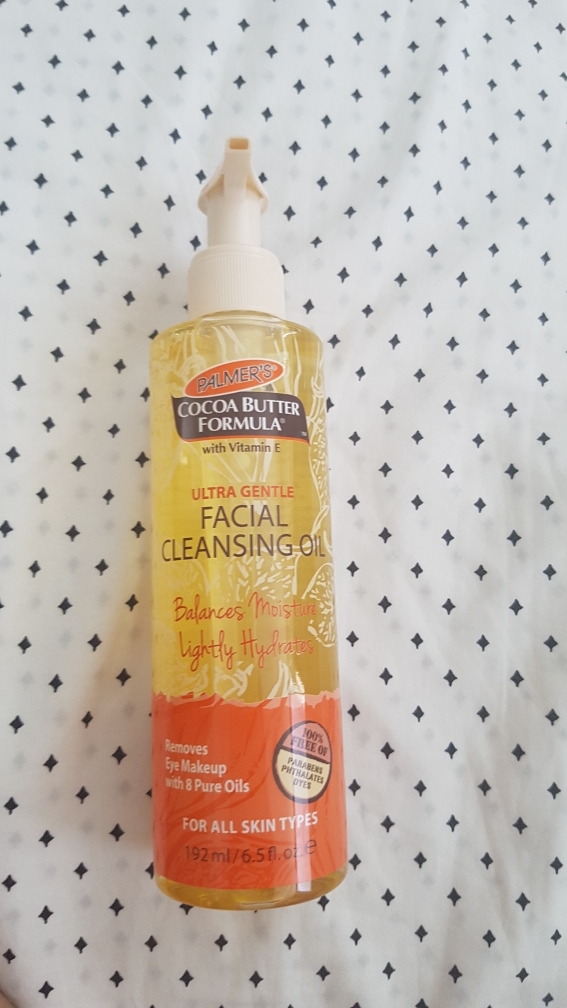 PALMER'S®
COCOA BUTTER
FORMULA®
with Vitamin E
ULTRA GENTLE
FACIAL
CLEANSING OIL
Balances Moisture
Lightly Hydrates
Removes
Eye Makeup
with 8 Pure Oils
100%
FREE OF
PARABENS
PHTHALATES
DYES
FOR ALL SKIN TYPES
192 ml / 6.5 fl. oz. ℮